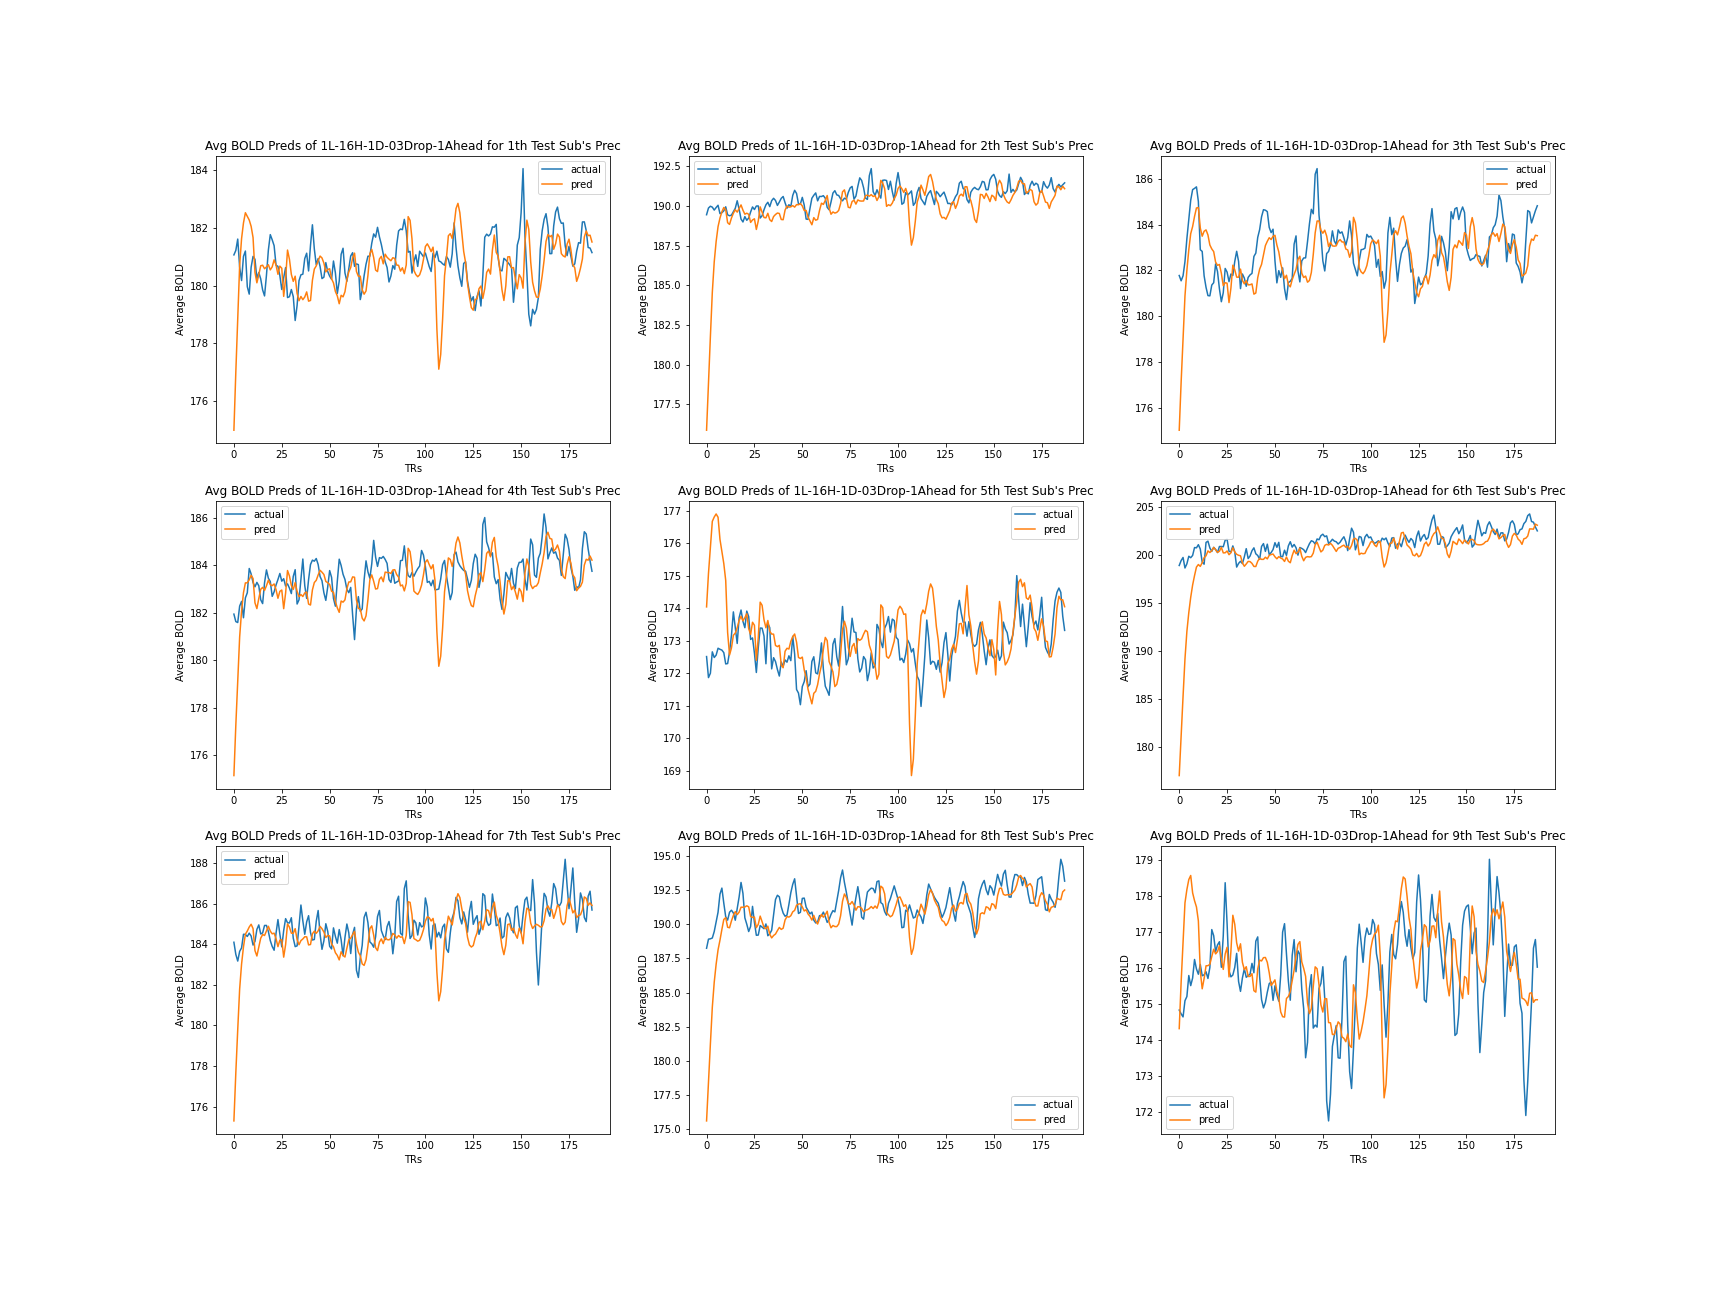 Avg BOLD Preds of 1L-16H-1D-03Drop-1Ahead for 1th Test Sub's Prec
184
182
180
178
176
Average BOLD
actual
pred
0 25 50 75 100 125 150 175
TRs
Avg BOLD Preds of 1L-16H-1D-03Drop-1Ahead for 2th Test Sub's Prec
192.5
190.0
187.5
185.0
182.5
180.0
177.5
Average BOLD
actual
pred
0 25 50 75 100 125 150 175
TRs
Avg BOLD Preds of 1L-16H-1D-03Drop-1Ahead for 3th Test Sub's Prec
186
184
182
180
178
176
Average BOLD
actual
pred
0 25 50 75 100 125 150 175
TRs
Avg BOLD Preds of 1L-16H-1D-03Drop-1Ahead for 4th Test Sub's Prec
186
184
182
180
178
176
Average BOLD
actual
pred
0 25 50 75 100 125 150 175
TRs
Avg BOLD Preds of 1L-16H-1D-03Drop-1Ahead for 5th Test Sub's Prec
177
176
175
174
173
172
171
170
169
Average BOLD
actual
pred
0 25 50 75 100 125 150 175
TRs
Avg BOLD Preds of 1L-16H-1D-03Drop-1Ahead for 6th Test Sub's Prec
205
200
195
190
185
180
Average BOLD
actual
pred
0 25 50 75 100 125 150 175
TRs
Avg BOLD Preds of 1L-16H-1D-03Drop-1Ahead for 7th Test Sub's Prec
188
186
184
182
180
178
176
Average BOLD
actual
pred
0 25 50 75 100 125 150 175
TRs
Avg BOLD Preds of 1L-16H-1D-03Drop-1Ahead for 8th Test Sub's Prec
195.0
192.5
190.0
187.5
185.0
182.5
180.0
177.5
175.0
Average BOLD
actual
pred
0 25 50 75 100 125 150 175
TRs
Avg BOLD Preds of 1L-16H-1D-03Drop-1Ahead for 9th Test Sub's Prec
179
178
177
176
175
174
173
172
Average BOLD
actual
pred
0 25 50 75 100 125 150 175
TRs